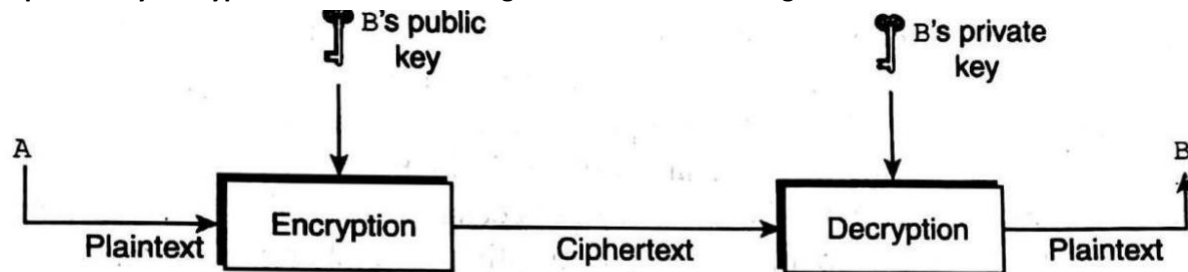 B's public
key
B's private
key
A
B
Encryption
Decryption
Plaintext
Ciphertext
Plaintext